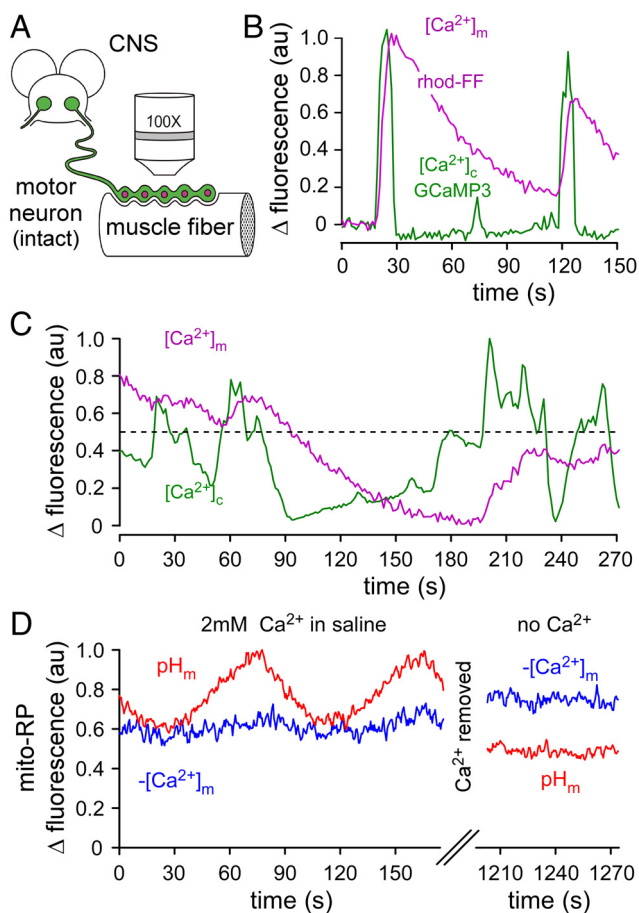 A
CNS
100X
motor
neuron
(intact)
muscle fiber
B
Δ fluorescence (au)
1.0
0.8
0.6
0.4
0.2
0
[Ca²⁺]m
rhod-FF
[Ca²⁺]c
GCaMP3
0 30 60 90 120 150
time (s)
C
Δ fluorescence (au)
1.0
0.8
0.6
0.4
0.2
0
[Ca²⁺]m
[Ca²⁺]c
0 30 60 90 120 150 180 210 240 270
time (s)
D
2mM Ca²⁺ in saline
no Ca²⁺
mito-RP
Δ fluorescence (au)
1.0
0.8
0.6
0.4
0.2
0
pHm
-[Ca²⁺]m
Ca²⁺ removed
-[Ca²⁺]m
pHm
0 30 60 90 120 150
1210 1240 1270
time (s)
time (s)